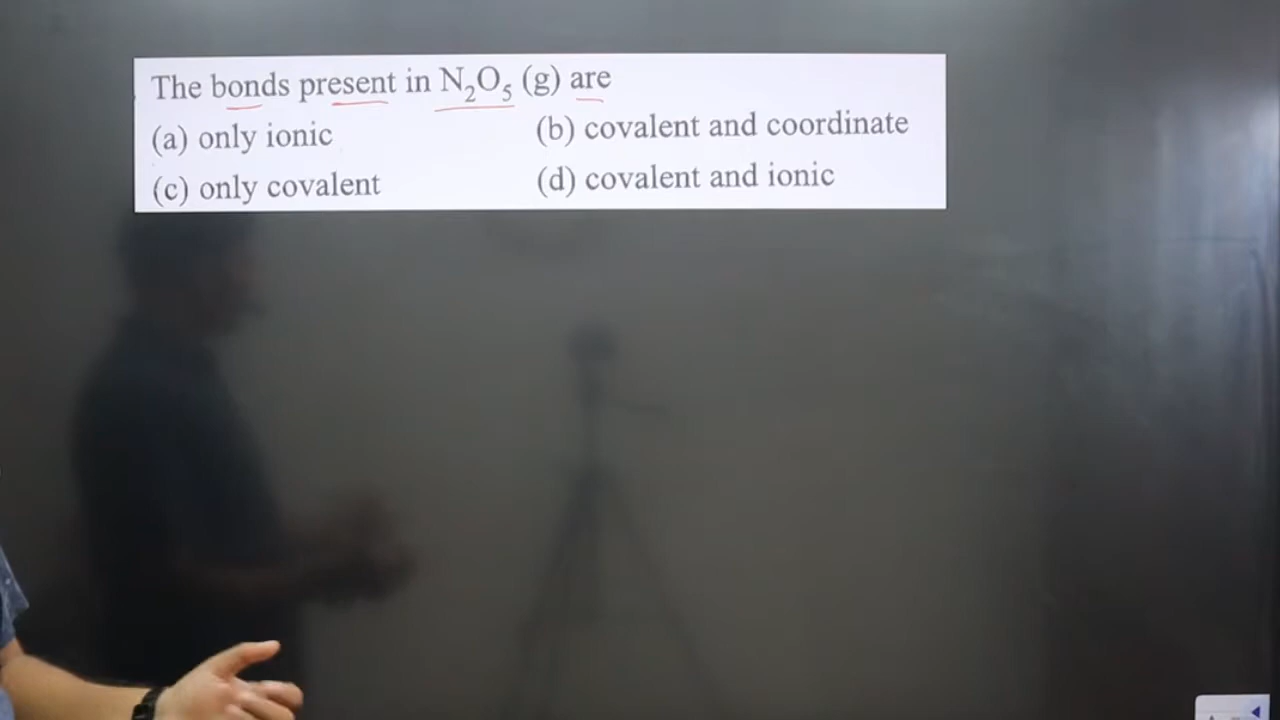 The bonds present in N₂O₅ (g) are
(a) only ionic (b) covalent and coordinate
(c) only covalent (d) covalent and ionic